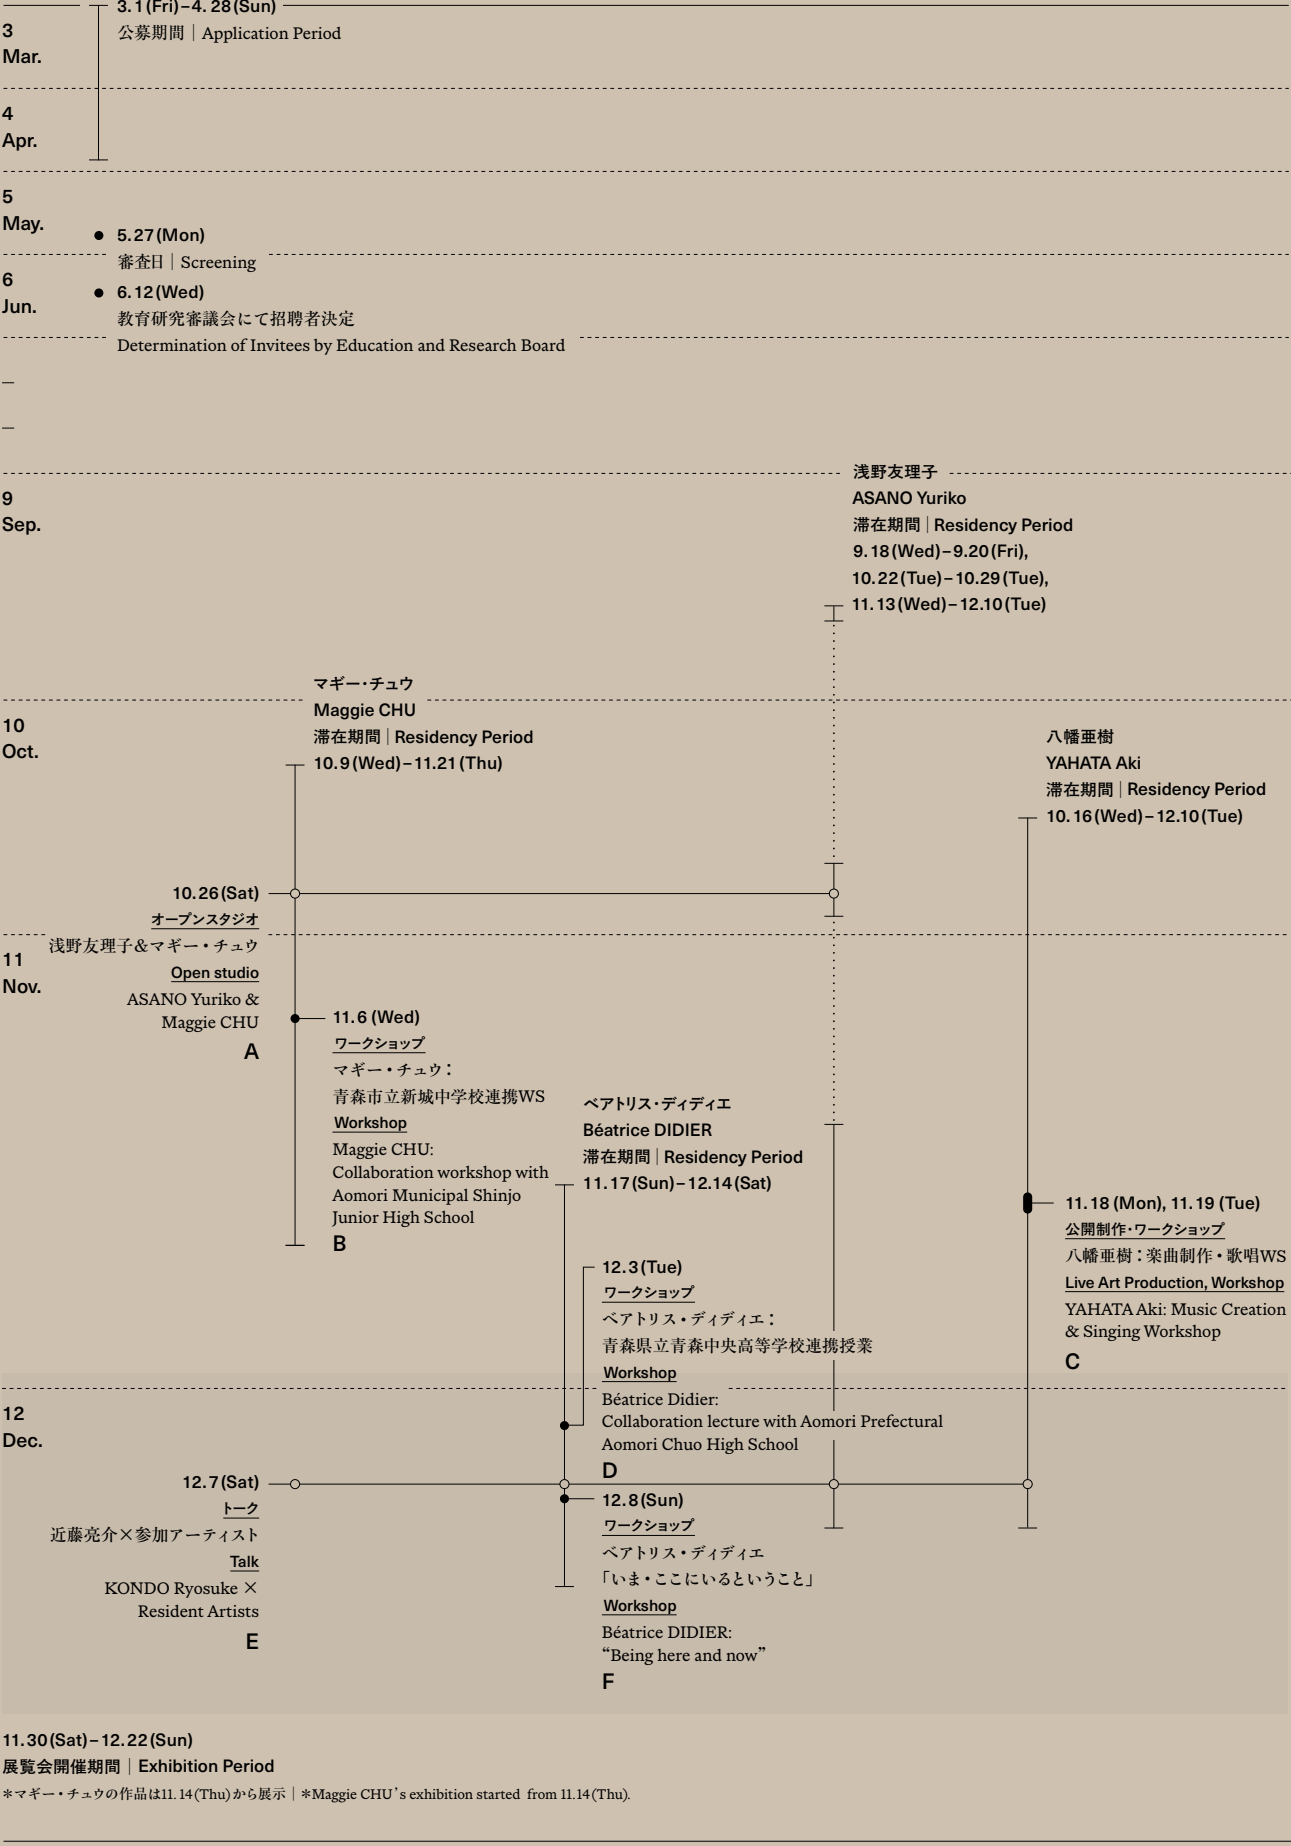 3.1(Fri)–4.28(Sun)
公募期間｜Application Period
3
Mar.
4
Apr.
5
May.
5.27(Mon)
審査日｜Screening
6
Jun.
6.12(Wed)
教育研究審議会にて招聘者決定
Determination of Invitees by Education and Research Board
—
—
9
Sep.
浅野友理子
ASANO Yuriko
滞在期間｜Residency Period
9.18(Wed)–9.20(Fri),
10.22(Tue)–10.29(Tue),
11.13(Wed)–12.10(Tue)
10
Oct.
マギー・チュウ
Maggie CHU
滞在期間｜Residency Period
10.9(Wed)–11.21(Thu)
八幡亜樹
YAHATA Aki
滞在期間｜Residency Period
10.16(Wed)–12.10(Tue)
10.26(Sat)
オープンスタジオ
浅野友理子&マギー・チュウ
Open studio
ASANO Yuriko &
Maggie CHU
A
11
Nov.
11.6 (Wed)
ワークショップ
マギー・チュウ：
青森市立新城中学校連携WS
Workshop
Maggie CHU:
Collaboration workshop with
Aomori Municipal Shinjo
Junior High School
B
ベアトリス・ディディエ
Béatrice DIDIER
滞在期間｜Residency Period
11.17(Sun)–12.14(Sat)
11.18 (Mon), 11.19 (Tue)
公開制作・ワークショップ
八幡亜樹：楽曲制作・歌唱WS
Live Art Production, Workshop
YAHATA Aki: Music Creation
& Singing Workshop
C
12.3(Tue)
ワークショップ
ベアトリス・ディディエ：
青森県立青森中央高等学校連携授業
Workshop
Béatrice Didier:
Collaboration lecture with Aomori Prefectural
Aomori Chuo High School
D
12
Dec.
12.7(Sat)
トーク
近藤亮介×参加アーティスト
Talk
KONDO Ryosuke ×
Resident Artists
E
12.8(Sun)
ワークショップ
ベアトリス・ディディエ
「いま・ここにいるということ」
Workshop
Béatrice DIDIER:
“Being here and now”
F
11.30(Sat)–12.22(Sun)
展覧会開催期間｜Exhibition Period
＊マギー・チュウの作品は11.14(Thu)から展示｜＊Maggie CHU’s exhibition started from 11.14(Thu).